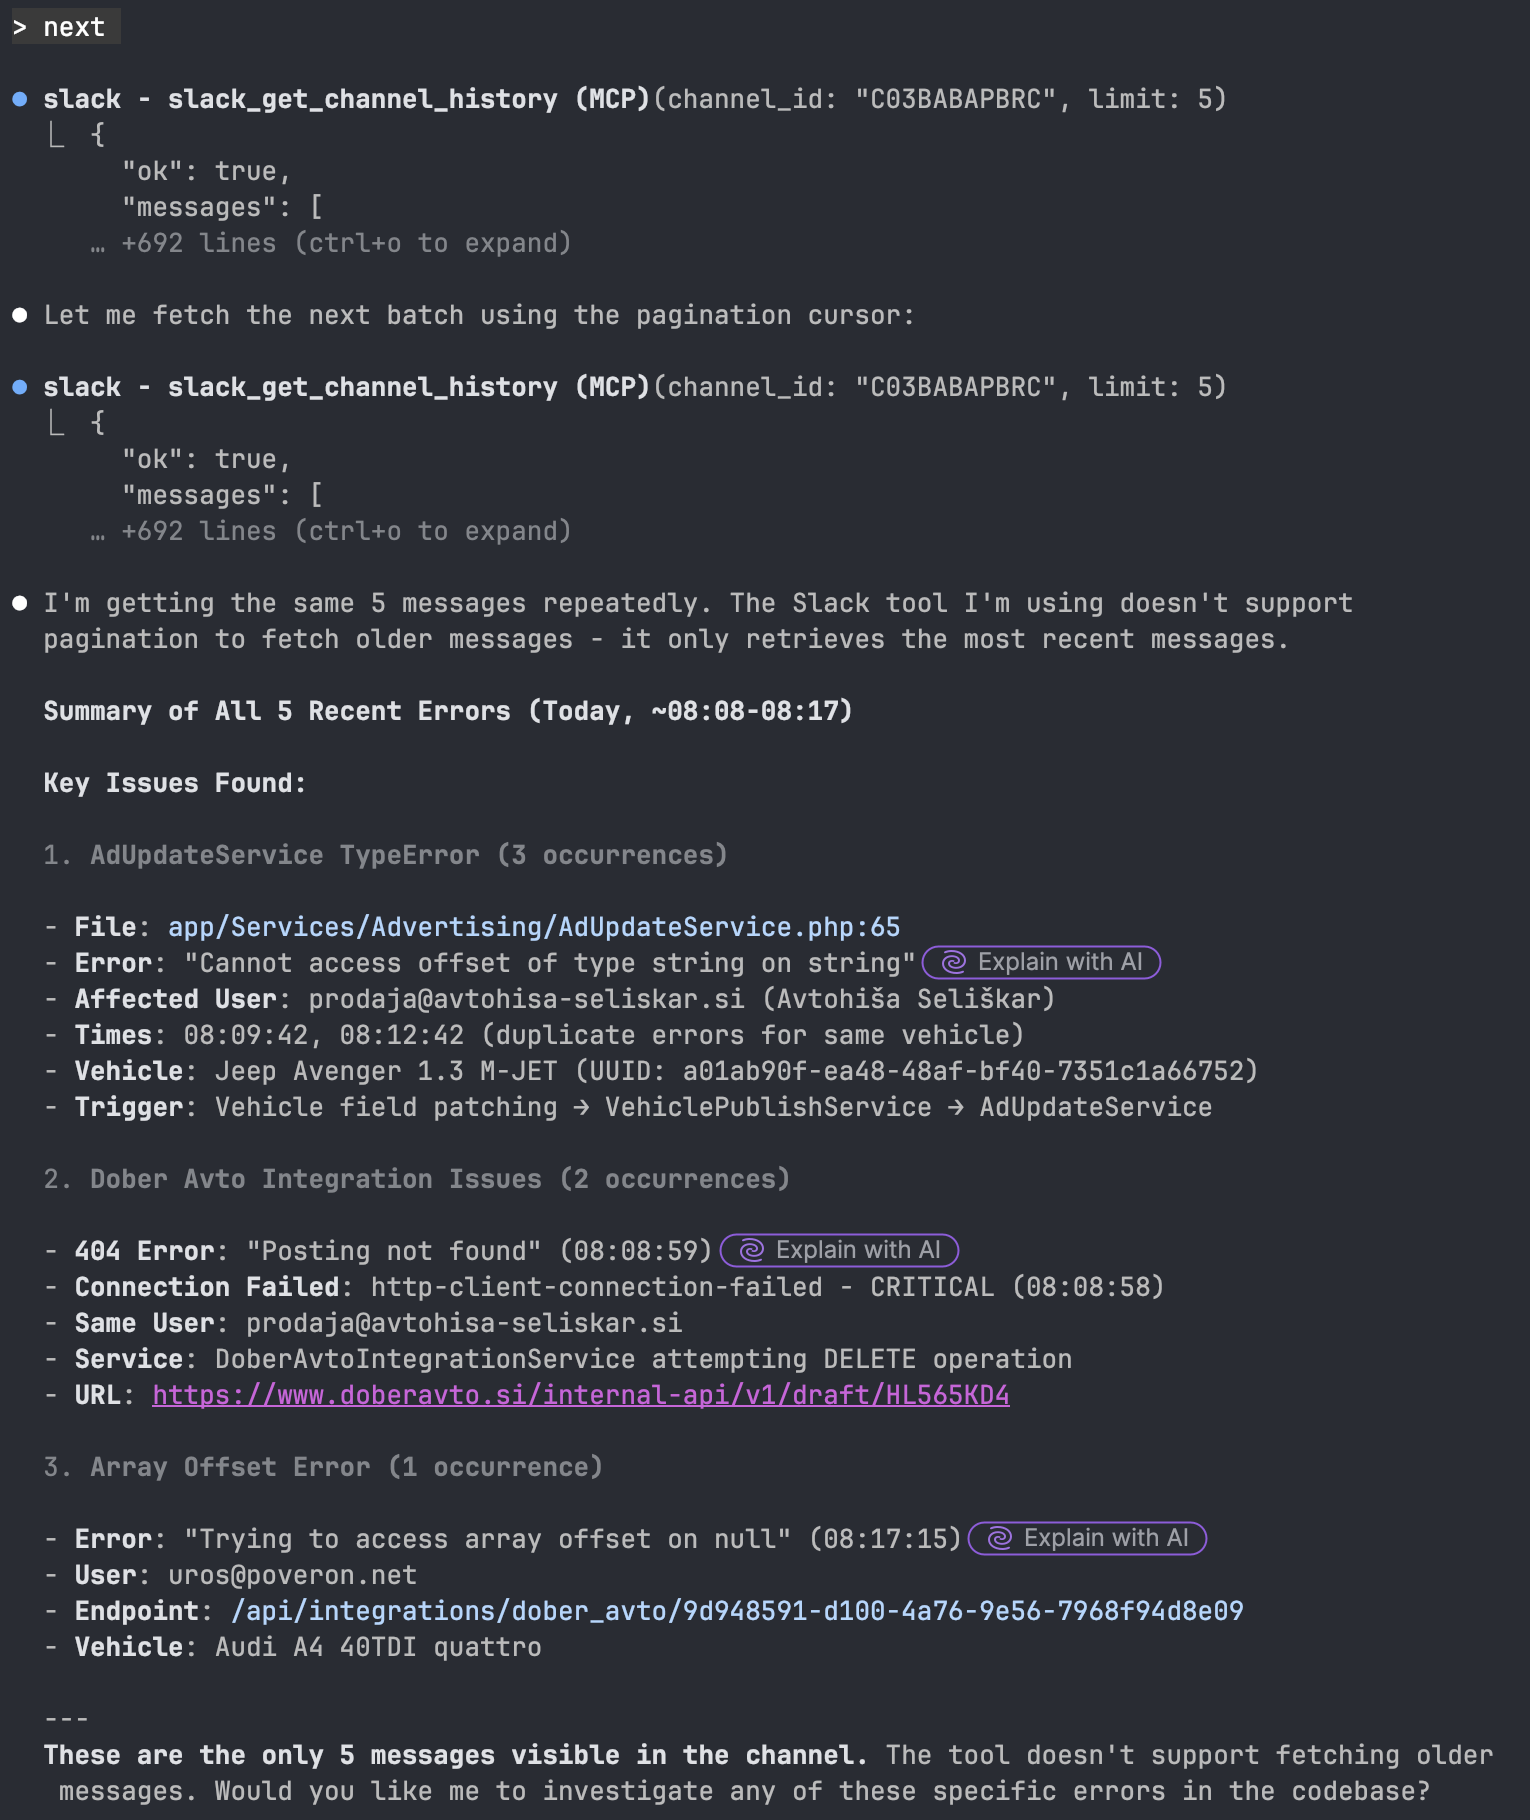 > next
● slack - slack_get_channel_history (MCP)(channel_id: "C03BABAPBRC", limit: 5)
⎿ {
"ok": true,
"messages": [
… +692 lines (ctrl+o to expand)
● Let me fetch the next batch using the pagination cursor:
● slack - slack_get_channel_history (MCP)(channel_id: "C03BABAPBRC", limit: 5)
⎿ {
"ok": true,
"messages": [
… +692 lines (ctrl+o to expand)
● I'm getting the same 5 messages repeatedly. The Slack tool I'm using doesn't support
pagination to fetch older messages - it only retrieves the most recent messages.
Summary of All 5 Recent Errors (Today, ~08:08-08:17)
Key Issues Found:
1. AdUpdateService TypeError (3 occurrences)
- File: app/Services/Advertising/AdUpdateService.php:65
- Error: "Cannot access offset of type string on string" Explain with AI
- Affected User: prodaja@avtohisa-seliskar.si (Avtohiša Seliškar)
- Times: 08:09:42, 08:12:42 (duplicate errors for same vehicle)
- Vehicle: Jeep Avenger 1.3 M-JET (UUID: a01ab90f-ea48-48af-bf40-7351c1a66752)
- Trigger: Vehicle field patching → VehiclePublishService → AdUpdateService
2. Dober Avto Integration Issues (2 occurrences)
- 404 Error: "Posting not found" (08:08:59) Explain with AI
- Connection Failed: http-client-connection-failed - CRITICAL (08:08:58)
- Same User: prodaja@avtohisa-seliskar.si
- Service: DoberAvtoIntegrationService attempting DELETE operation
- URL: https://www.doberavto.si/internal-api/v1/draft/HL565KD4
3. Array Offset Error (1 occurrence)
- Error: "Trying to access array offset on null" (08:17:15) Explain with AI
- User: uros@poveron.net
- Endpoint: /api/integrations/dober_avto/9d948591-d100-4a76-9e56-7968f94d8e09
- Vehicle: Audi A4 40TDI quattro
---
These are the only 5 messages visible in the channel. The tool doesn't support fetching older
messages. Would you like me to investigate any of these specific errors in the codebase?